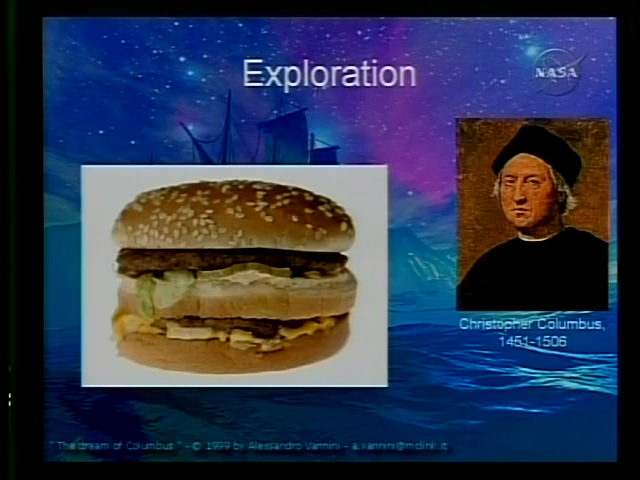 Exploration
NASA
Christopher Columbus,
1451-1506
" The dream of Columbus " - © 1999 by Alessandro Vannini - a.vannini@mclink.it